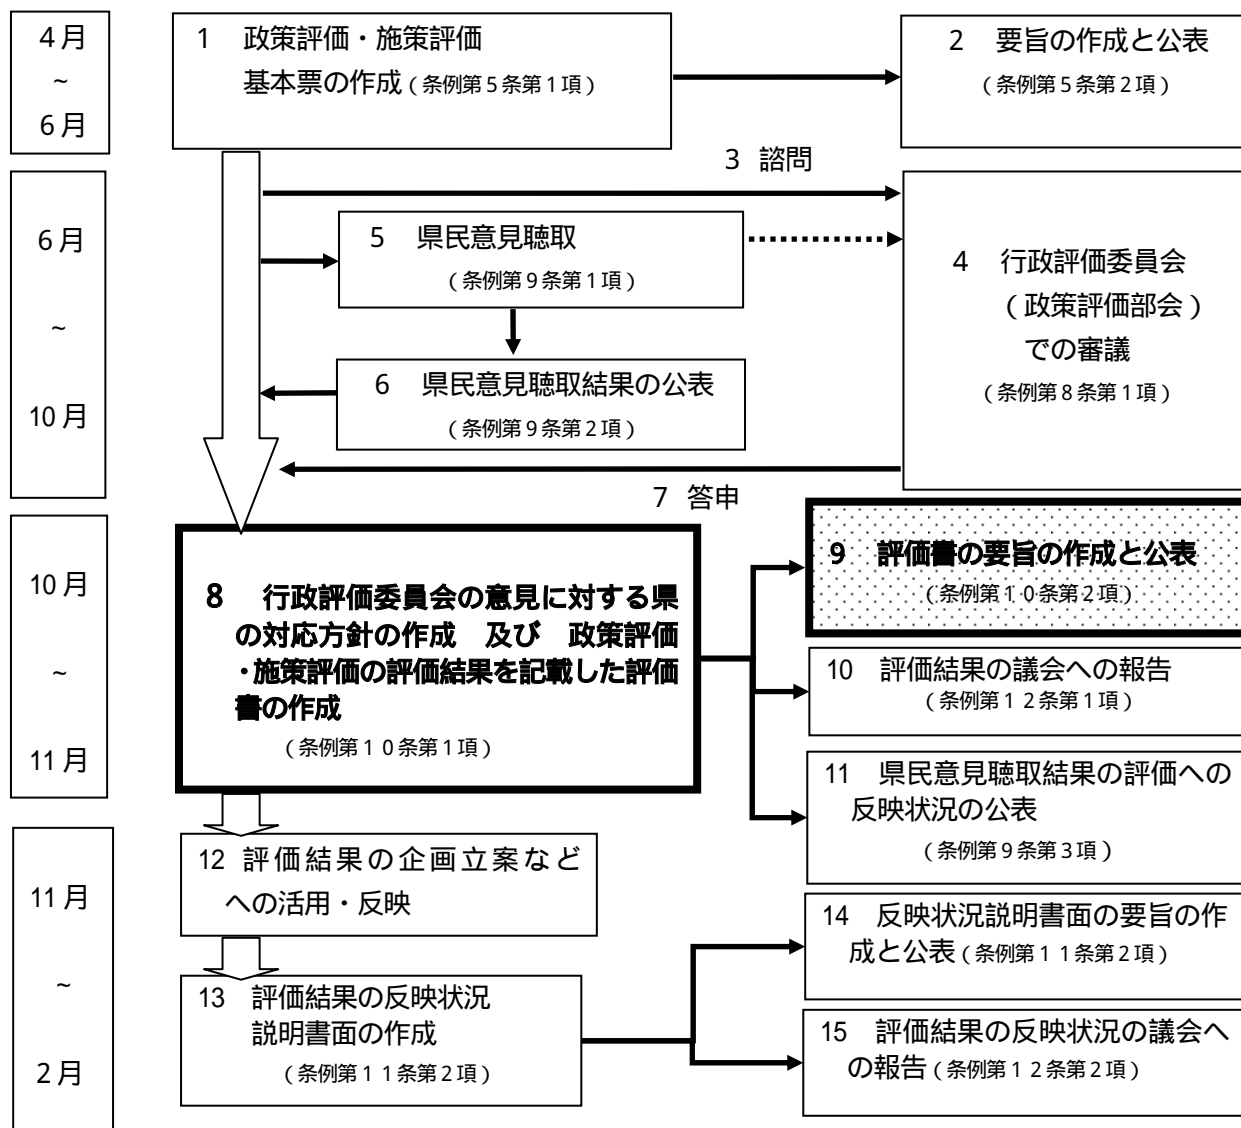 4月
~
6月
1 政策評価・施策評価
基本票の作成(条例第5条第1項)
2 要旨の作成と公表
(条例第5条第2項)
3 諮問
6月
~
10月
5 県民意見聴取
(条例第9条第1項)
4 行政評価委員会
(政策評価部会)
での審議
(条例第8条第1項)
6 県民意見聴取結果の公表
(条例第9条第2項)
7 答申
10月
~
11月
8 行政評価委員会の意見に対する県
の対応方針の作成 及び 政策評価
・施策評価の評価結果を記載した評価
書の作成
(条例第10条第1項)
9 評価書の要旨の作成と公表
(条例第10条第2項)
10 評価結果の議会への報告
(条例第12条第1項)
11 県民意見聴取結果の評価への
反映状況の公表
(条例第9条第3項)
11月
~
2月
12 評価結果の企画立案など
への活用・反映
13 評価結果の反映状況
説明書面の作成
(条例第11条第2項)
14 反映状況説明書面の要旨の作
成と公表(条例第11条第2項)
15 評価結果の反映状況の議会へ
の報告(条例第12条第2項)